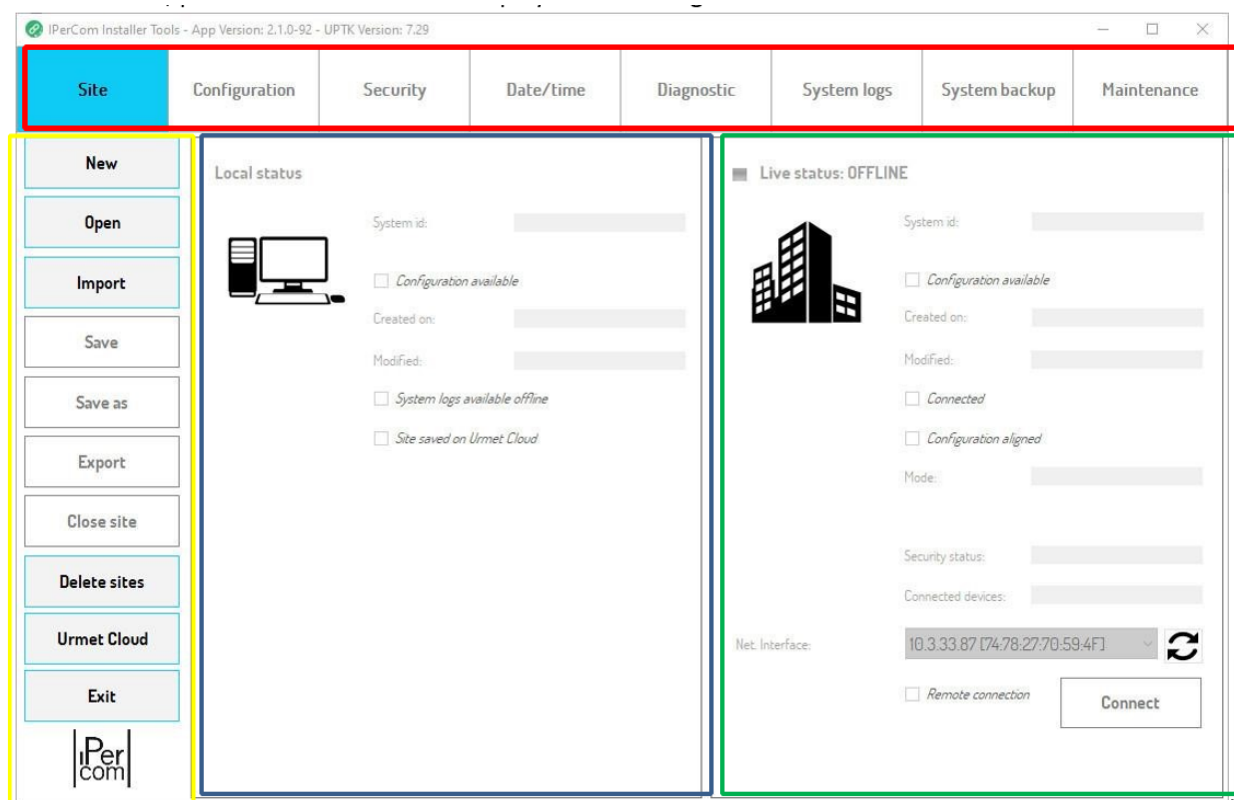 IPerCom Installer Tools - App Version: 2.1.0-92 - UPTK Version: 7.29
Site Configuration Security Date/time Diagnostic System logs System backup Maintenance
New
Open
Import
Save
Save as
Export
Close site
Delete sites
Urmet Cloud
Exit
iPer
com
Local status
System id:
Configuration available
Created on:
Modified:
System logs available offline
Site saved on Urmet Cloud
Live status: OFFLINE
System id:
Configuration available
Created on:
Modified:
Connected
Configuration aligned
Mode:
Security status:
Connected devices:
Net. Interface: 10.3.33.87 [74:78:27:70:59:4F]
Remote connection
Connect